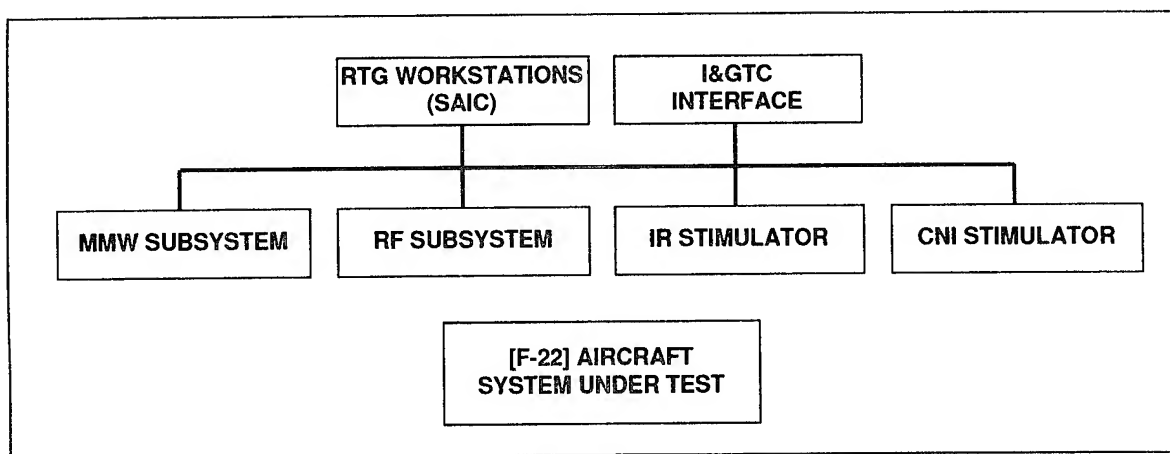 RTG WORKSTATIONS
(SAIC)
I&GTC
INTERFACE
MMW SUBSYSTEM
RF SUBSYSTEM
IR STIMULATOR
CNI STIMULATOR
[F-22] AIRCRAFT
SYSTEM UNDER TEST